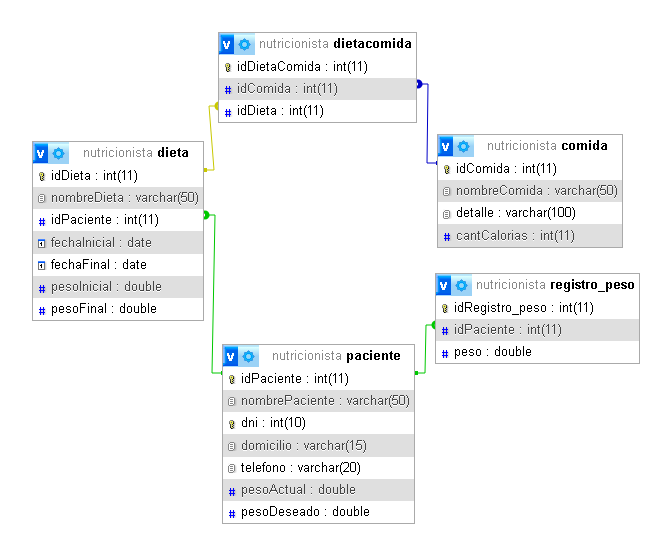 v nutricionista dietacomida
idDietaComida : int(11)
# idComida : int(11)
# idDieta : int(11)
v nutricionista comida
idComida : int(11)
nombreComida : varchar(50)
detalle : varchar(100)
# cantCalorias : int(11)
v nutricionista dieta
idDieta : int(11)
nombreDieta : varchar(50)
# idPaciente : int(11)
fechaInicial : date
fechaFinal : date
# pesoInicial : double
# pesoFinal : double
v nutricionista registro_peso
idRegistro_peso : int(11)
# idPaciente : int(11)
# peso : double
v nutricionista paciente
idPaciente : int(11)
nombrePaciente : varchar(50)
dni : int(10)
domicilio : varchar(15)
telefono : varchar(20)
# pesoActual : double
# pesoDeseado : double